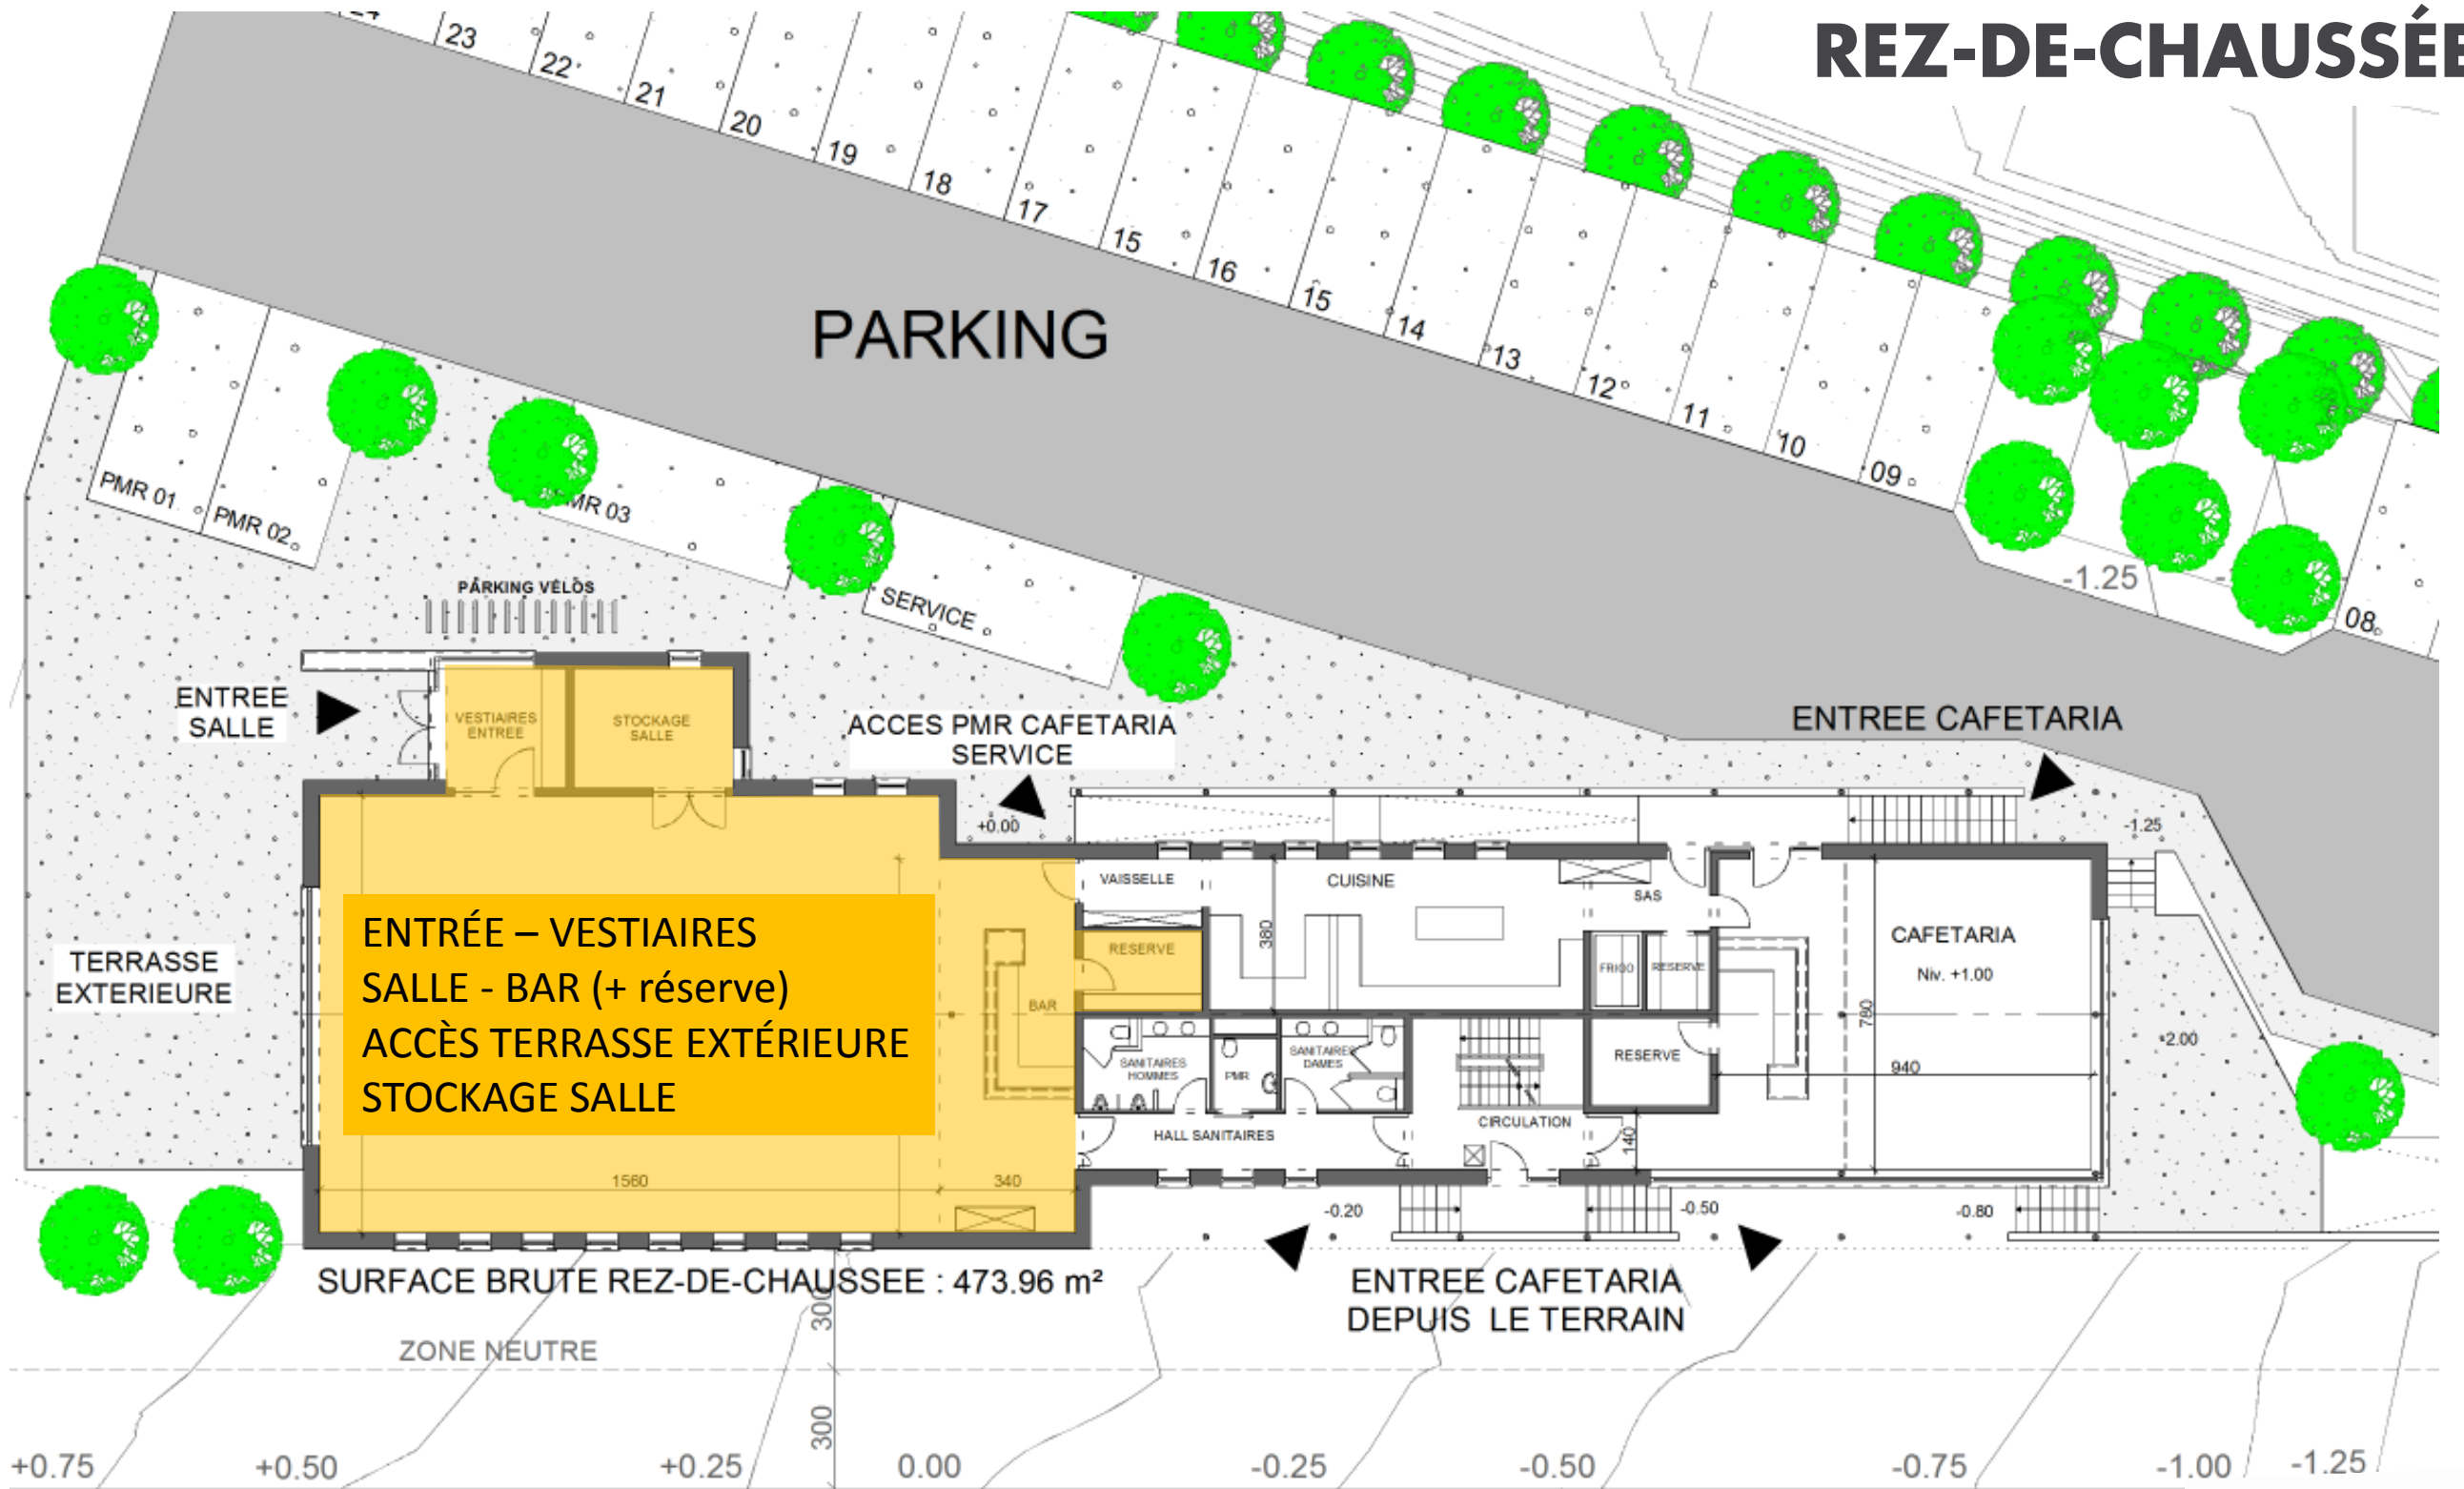 REZ-DE-CHAUSSÉE
23
22
21
20
19
18
17
15
16
15
14
13
12
11
10
09
08
PARKING
PMR 01
PMR 02
MR 03
SERVICE
PARKING VÉLOS
-1.25
ENTREE
SALLE
VESTIAIRES
ENTREE
STOCKAGE
SALLE
ACCES PMR CAFETARIA
SERVICE
ENTREE CAFETARIA
+0.00
-1.25
VAISSELLE
CUISINE
SAS
CAFETARIA
Niv. +1.00
380
RESERVE
FRIGO
RESERVE
TERRASSE
EXTERIEURE
ENTRÉE – VESTIAIRES
SALLE - BAR (+ réserve)
ACCÈS TERRASSE EXTÉRIEURE
STOCKAGE SALLE
BAR
780
+2.00
SANITAIRES
HOMMES
PMR
SANITAIRES
DAMES
RESERVE
940
HALL SANITAIRES
CIRCULATION
140
1560
340
-0.20
-0.50
-0.80
SURFACE BRUTE REZ-DE-CHAUSSEE : 473.96 m²
ENTREE CAFETARIA
DEPUIS LE TERRAIN
300
ZONE NEUTRE
300
+0.75
+0.50
+0.25
0.00
-0.25
-0.50
-0.75
-1.00
-1.25